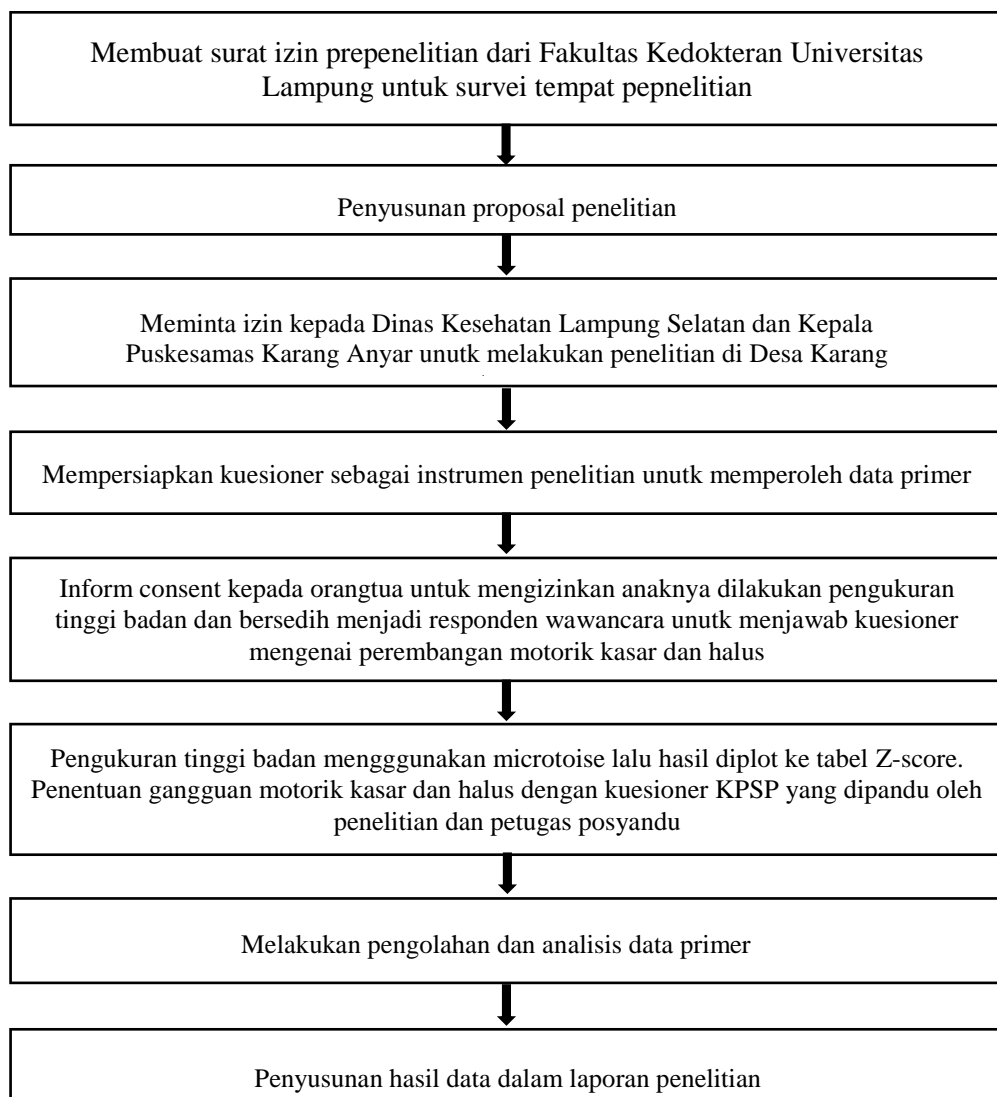 Membuat surat izin prepenelitian dari Fakultas Kedokteran Universitas
Lampung untuk survei tempat pepnelitian
Penyusunan proposal penelitian
Meminta izin kepada Dinas Kesehatan Lampung Selatan dan Kepala
Puskesamas Karang Anyar unutk melakukan penelitian di Desa Karang
Mempersiapkan kuesioner sebagai instrumen penelitian unutk memperoleh data primer
Inform consent kepada orangtua untuk mengizinkan anaknya dilakukan pengukuran
tinggi badan dan bersedih menjadi responden wawancara unutk menjawab kuesioner
mengenai perembangan motorik kasar dan halus
Pengukuran tinggi badan mengggunakan microtoise lalu hasil diplot ke tabel Z-score.
Penentuan gangguan motorik kasar dan halus dengan kuesioner KPSP yang dipandu oleh
penelitian dan petugas posyandu
Melakukan pengolahan dan analisis data primer
Penyusunan hasil data dalam laporan penelitian